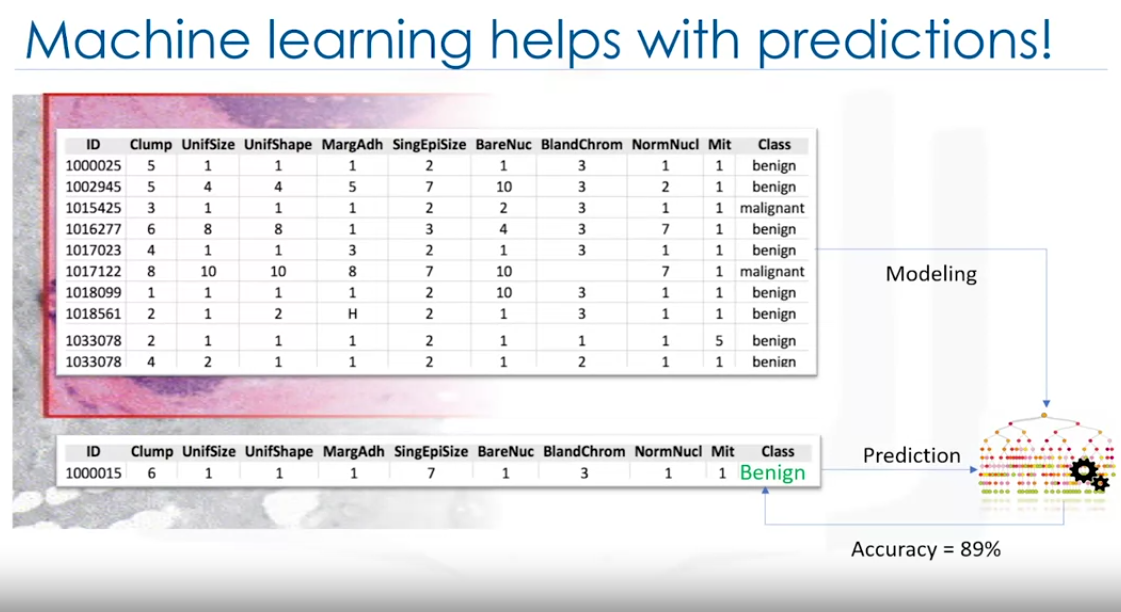 Machine learning helps with predictions!
ID Clump UnifSize UnifShape MargAdh SingEpiSize BareNuc BlandChrom NormNucl Mit Class
1000025 5 1 1 1 2 1 3 1 1 benign
1002945 5 4 4 5 7 10 3 2 1 benign
1015425 3 1 1 1 2 2 3 1 1 malignant
1016277 6 8 8 1 3 4 3 7 1 benign
1017023 4 1 1 3 2 1 3 1 1 benign
1017122 8 10 10 8 7 10 7 1 malignant
1018099 1 1 1 1 2 10 3 1 1 benign
1018561 2 1 2 H 2 1 3 1 1 benign
1033078 2 1 1 1 2 1 1 1 5 benign
1033078 4 2 1 1 2 1 2 1 1 benign
Modeling
ID Clump UnifSize UnifShape MargAdh SingEpiSize BareNuc BlandChrom NormNucl Mit Class
1000015 6 1 1 1 7 1 3 1 1 Benign
Prediction
Accuracy = 89%